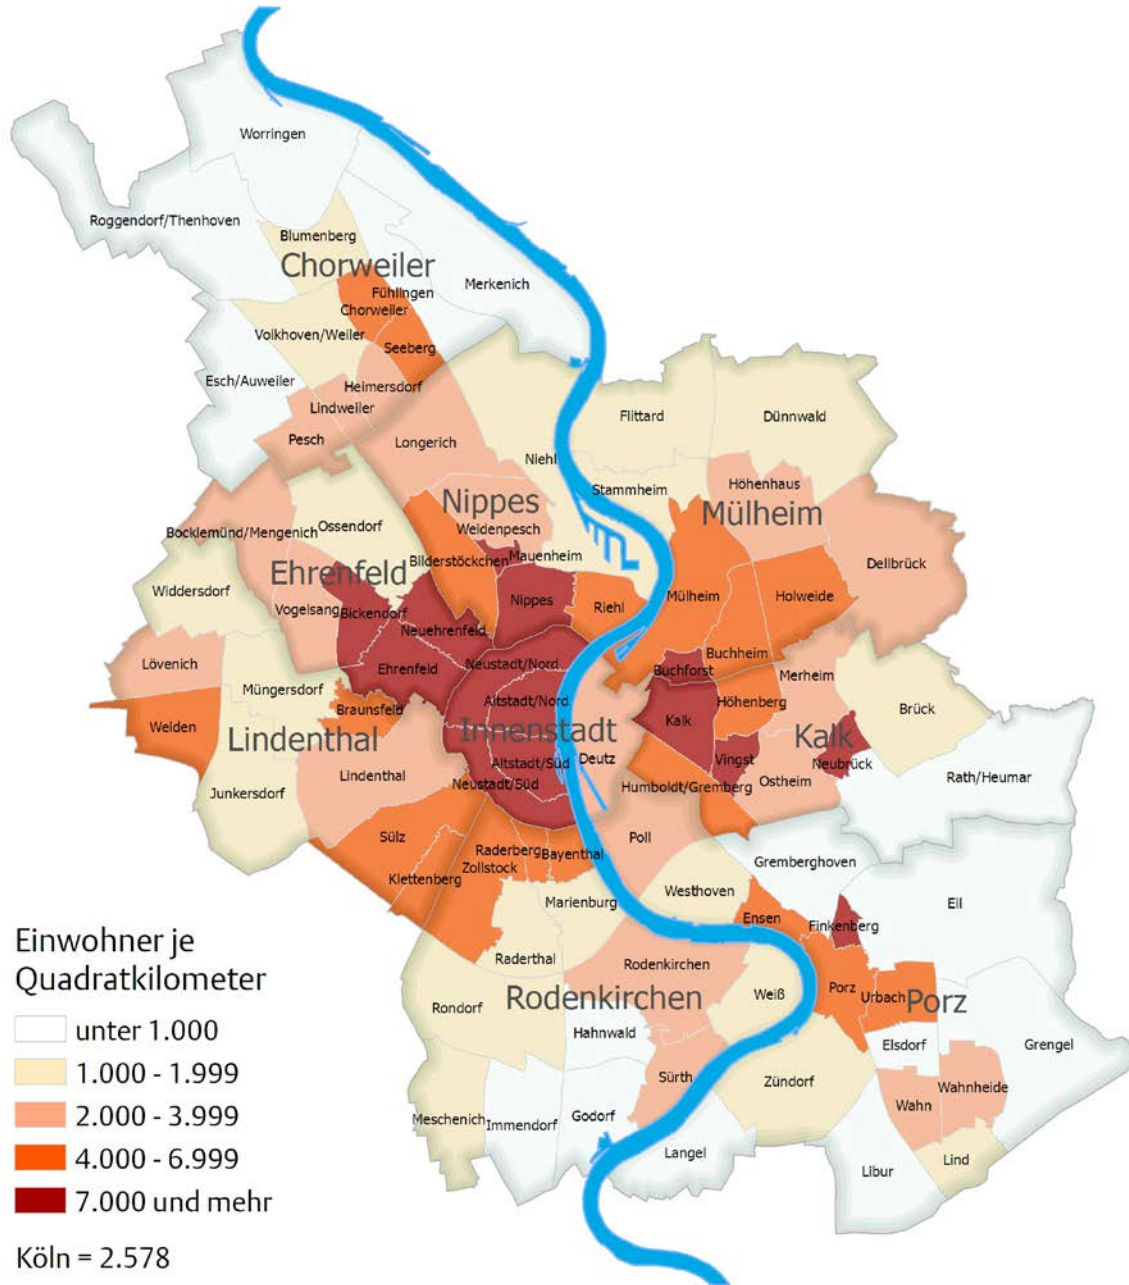 Worringen
Roggendorf/Thenhoven
Blumenberg
Chorweiler
Fühlingen
Merkenich
Chorweiler
Volkhoven/Weiler
Seeberg
Esch/Auweiler
Heimersdorf
Lindweiler
Pesch
Longerich
Flittard
Dünnwald
Niehl
Stammheim
Höhenhaus
Nippes
Mülheim
Weidenpesch
Ossendorf
Bocklemünd/Mengenich
Mauenheim
Bilderstöckchen
Dellbrück
Ehrenfeld
Widdersdorf
Nippes
Riehl
Mülheim
Holweide
Vogelsang
Bickendorf
Neuehrenfeld
Buchheim
Lövenich
Ehrenfeld
Neustadt/Nord
Buchforst
Merheim
Müngersdorf
Altstadt/Nord
Höhenberg
Brück
Braunsfeld
Weiden
Lindenthal
Innenstadt
Kalk
Kalk
Deutz
Vingst
Neubrück
Altstadt/Süd
Lindenthal
Neustadt/Süd
Ostheim
Rath/Heumar
Junkersdorf
Humboldt/Gremberg
Sülz
Poll
Raderberg
Bayenthal
Gremberghoven
Zollstock
Klettenberg
Westhoven
Marienburg
Eil
Ensen
Finkenberg
Raderthal
Rodenkirchen
Rodenkirchen
Weiß
Porz
Urbach
Porz
Rondorf
Hahnwald
Elsdorf
Grengel
Sürth
Zündorf
Wahnheide
Wahn
Meschenich
Immendorf
Godorf
Langel
Libur
Lind
Einwohner je
Quadratkilometer
unter 1.000
1.000 - 1.999
2.000 - 3.999
4.000 - 6.999
7.000 und mehr
Köln = 2.578